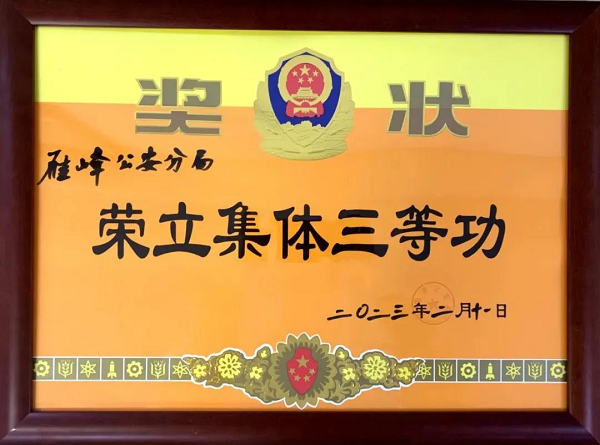 奖状
雁峰公安分局
荣立集体三等功
二〇二三年二月十一日